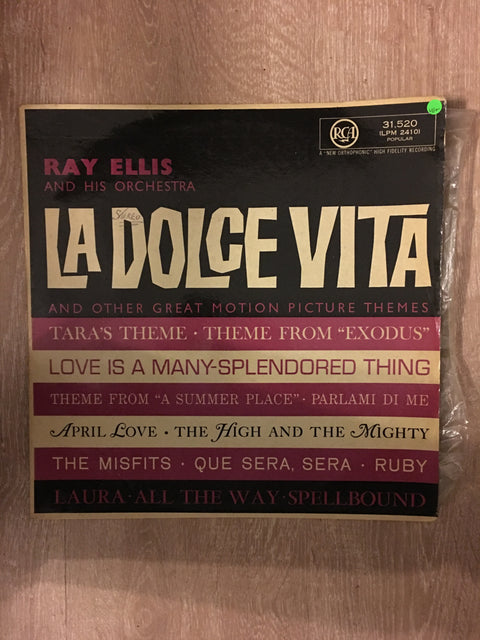 RCA
31,520
(LPM 2410)
POPULAR
A "NEW ORTHOPHONIC" HIGH FIDELITY RECORDING
RAY ELLIS
AND HIS ORCHESTRA
Stereo
LA DOLCE VITA
AND OTHER GREAT MOTION PICTURE THEMES
TARA'S THEME · THEME FROM "EXODUS"
LOVE IS A MANY-SPLENDORED THING
THEME FROM "A SUMMER PLACE" · PARLAMI DI ME
APRIL LOVE · THE HIGH AND THE MIGHTY
THE MISFITS · QUE SERA, SERA · RUBY
LAURA · ALL THE WAY · SPELLBOUND